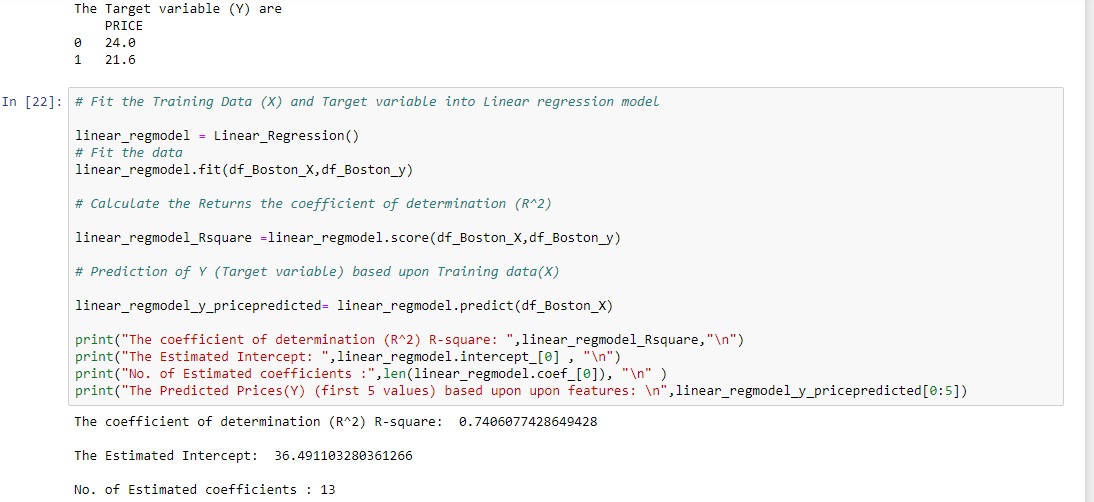 The Target variable (Y) are
PRICE
0 24.0
1 21.6
In [22]: # Fit the Training Data (X) and Target variable into Linear regression model
linear_regmodel = Linear_Regression()
# Fit the data
linear_regmodel.fit(df_Boston_X,df_Boston_y)
# Calculate the Returns the coefficient of determination (R^2)
linear_regmodel_Rsquare =linear_regmodel.score(df_Boston_X,df_Boston_y)
# Prediction of Y (Target variable) based upon Training data(X)
linear_regmodel_y_pricepredicted= linear_regmodel.predict(df_Boston_X)
print("The coefficient of determination (R^2) R-square: ",linear_regmodel_Rsquare,"\n")
print("The Estimated Intercept: ",linear_regmodel.intercept_[0] , "\n")
print("No. of Estimated coefficients :",len(linear_regmodel.coef_[0]), "\n" )
print("The Predicted Prices(Y) (first 5 values) based upon upon features: \n",linear_regmodel_y_pricepredicted[0:5])
The coefficient of determination (R^2) R-square:  0.7406077428649428
The Estimated Intercept:  36.491103280361266
No. of Estimated coefficients : 13